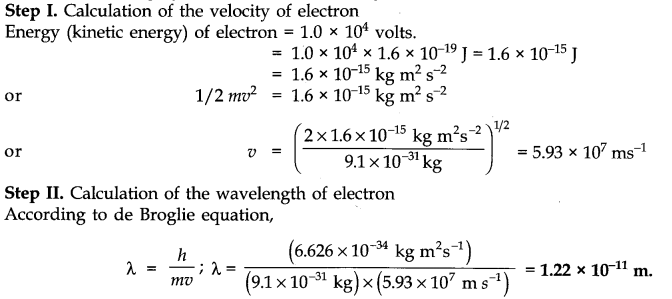 Step I. Calculation of the velocity of electron
Energy (kinetic energy) of electron = 1.0 × 10⁴ volts.
= 1.0 × 10⁴ × 1.6 × 10⁻¹⁹ J = 1.6 × 10⁻¹⁵ J
= 1.6 × 10⁻¹⁵ kg m² s⁻²
or 1/2 mv² = 1.6 × 10⁻¹⁵ kg m² s⁻²
or v = (2 × 1.6 × 10⁻¹⁵ kg m²s⁻² / 9.1 × 10⁻³¹ kg)^1/2 = 5.93 × 10⁷ ms⁻¹
Step II. Calculation of the wavelength of electron
According to de Broglie equation,
λ = h/mv ; λ = (6.626 × 10⁻³⁴ kg m²s⁻¹) / (9.1 × 10⁻³¹ kg) × (5.93 × 10⁷ m s⁻¹) = 1.22 × 10⁻¹¹ m.